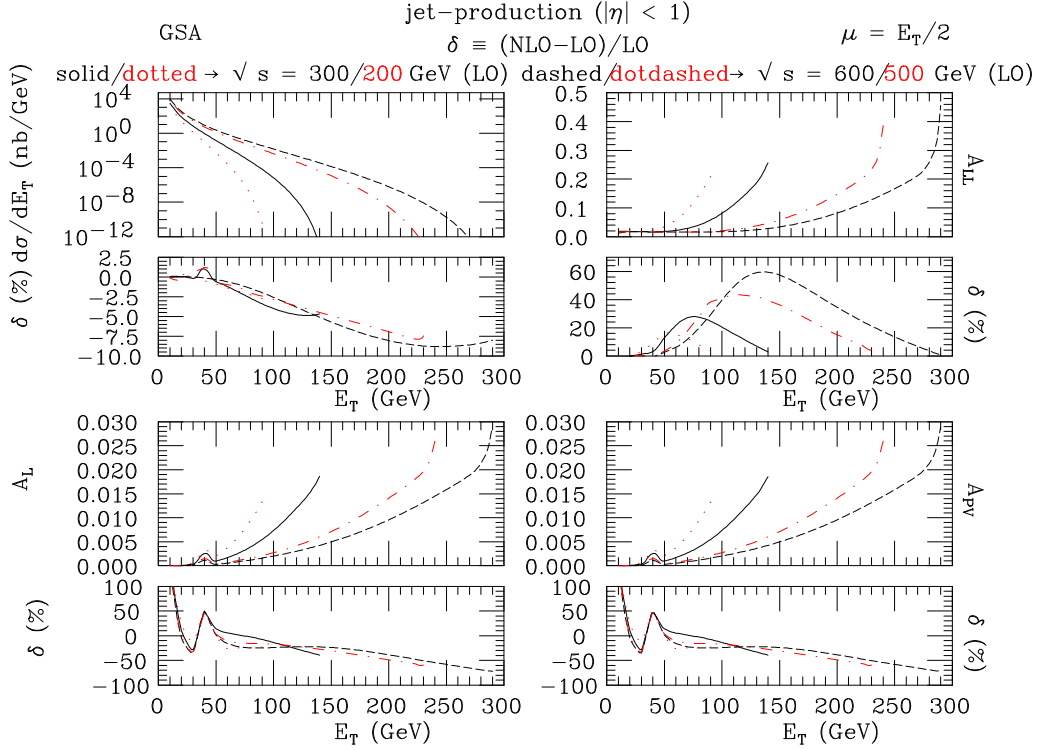 jet-production (|η| < 1)
GSA
δ ≡ (NLO-LO)/LO
μ = E_T/2
solid/dotted → √ s = 300/200 GeV (LO) dashed/dotdashed → √ s = 600/500 GeV (LO)
dσ/dE_T (nb/GeV)
10^4
10^0
10^-4
10^-8
10^-12
0.5
0.4
0.3
0.2
0.1
0.0
A_LL
δ (%)
2.5
0.0
-2.5
-5.0
-7.5
-10.0
60
40
20
0
δ (%)
0 50 100 150 200 250 300
0 50 100 150 200 250 300
E_T (GeV)
E_T (GeV)
A_L
0.030
0.025
0.020
0.015
0.010
0.005
0.000
0.030
0.025
0.020
0.015
0.010
0.005
0.000
A_PV
δ (%)
100
50
0
-50
-100
100
50
0
-50
-100
δ (%)
0 50 100 150 200 250 300
0 50 100 150 200 250 300
E_T (GeV)
E_T (GeV)